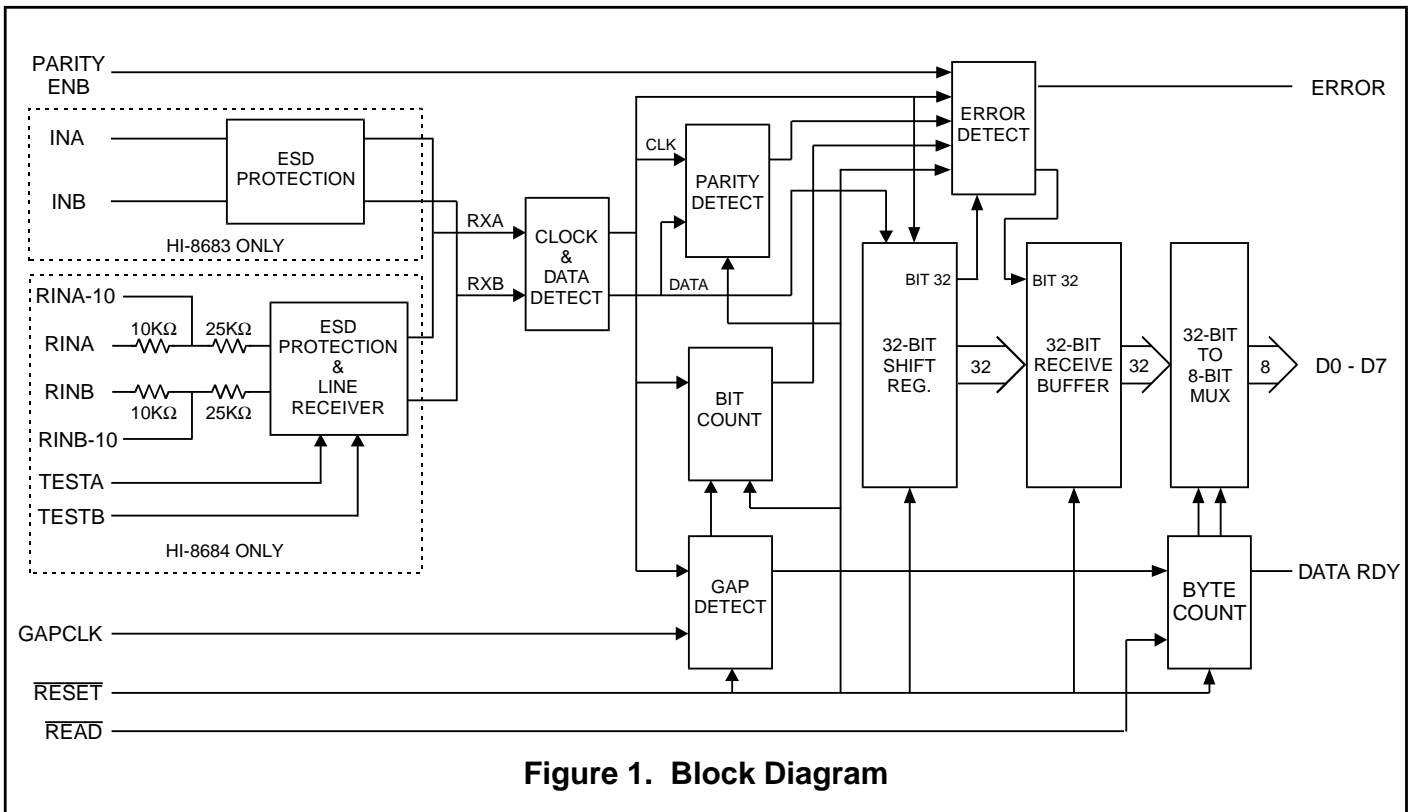 PARITY
ENB
ERROR
INA
INB
ESD
PROTECTION
HI-8683 ONLY
ERROR
DETECT
CLK
PARITY
DETECT
RXA
RXB
CLOCK
&
DATA
DETECT
DATA
RINA-10
10KΩ
25KΩ
RINA
RINB
10KΩ
25KΩ
RINB-10
ESD
PROTECTION
&
LINE
RECEIVER
TESTA
TESTB
HI-8684 ONLY
BIT
COUNT
BIT 32
32-BIT
SHIFT
REG.
32
BIT 32
32-BIT
RECEIVE
BUFFER
32
32-BIT
TO
8-BIT
MUX
8
D0 - D7
GAP
DETECT
BYTE
COUNT
DATA RDY
GAPCLK
RESET
READ
Figure 1. Block Diagram